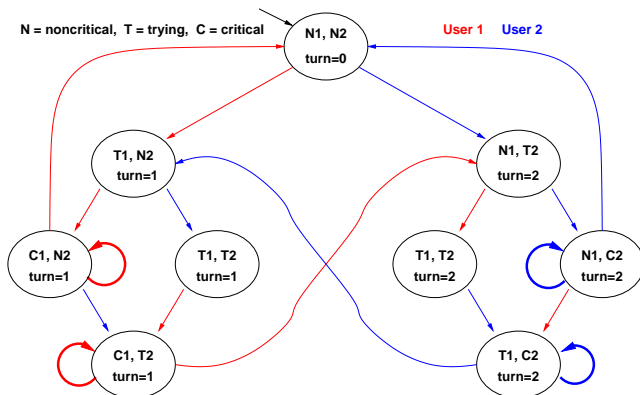 N = noncritical, T = trying, C = critical
User 1 User 2
N1, N2
turn=0
T1, N2
turn=1
N1, T2
turn=2
C1, N2
turn=1
T1, T2
turn=1
T1, T2
turn=2
N1, C2
turn=2
C1, T2
turn=1
T1, C2
turn=2